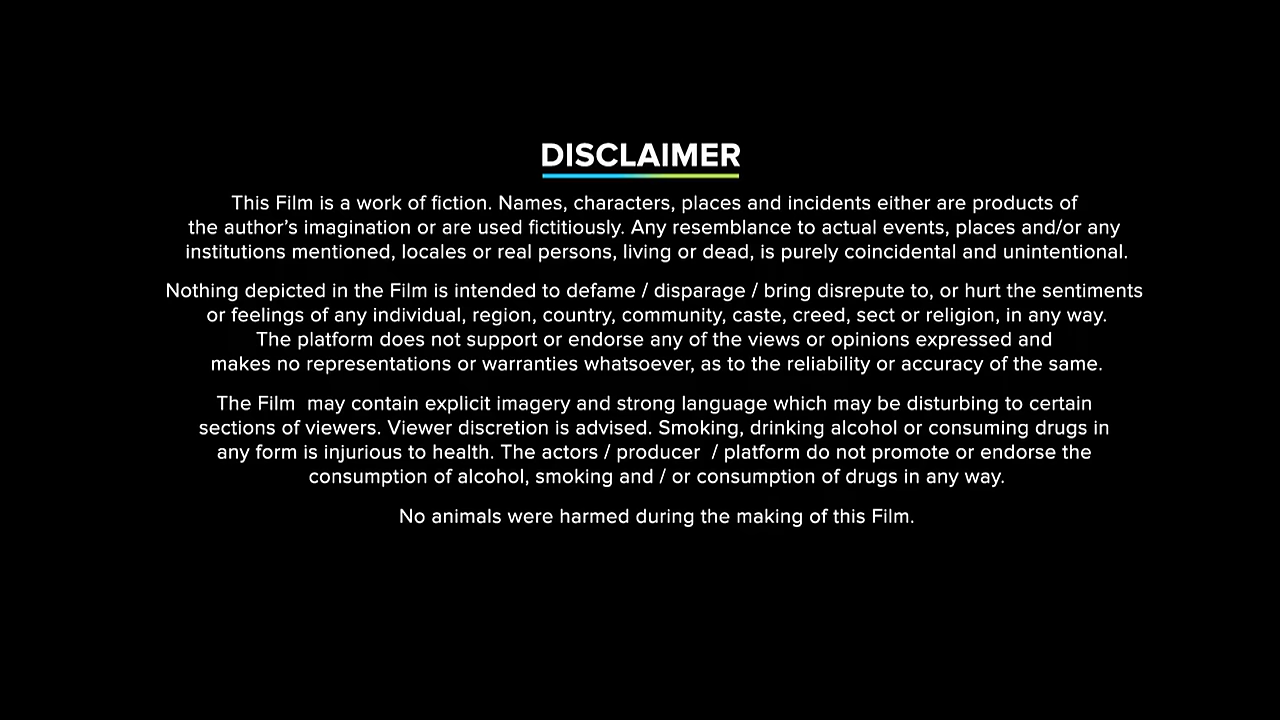 DISCLAIMER
This Film is a work of fiction. Names, characters, places and incidents either are products of
the author’s imagination or are used fictitiously. Any resemblance to actual events, places and/or any
institutions mentioned, locales or real persons, living or dead, is purely coincidental and unintentional.
Nothing depicted in the Film is intended to defame / disparage / bring disrepute to, or hurt the sentiments
or feelings of any individual, region, country, community, caste, creed, sect or religion, in any way.
The platform does not support or endorse any of the views or opinions expressed and
makes no representations or warranties whatsoever, as to the reliability or accuracy of the same.
The Film  may contain explicit imagery and strong language which may be disturbing to certain
sections of viewers. Viewer discretion is advised. Smoking, drinking alcohol or consuming drugs in
any form is injurious to health. The actors / producer  / platform do not promote or endorse the
consumption of alcohol, smoking and / or consumption of drugs in any way.
No animals were harmed during the making of this Film.